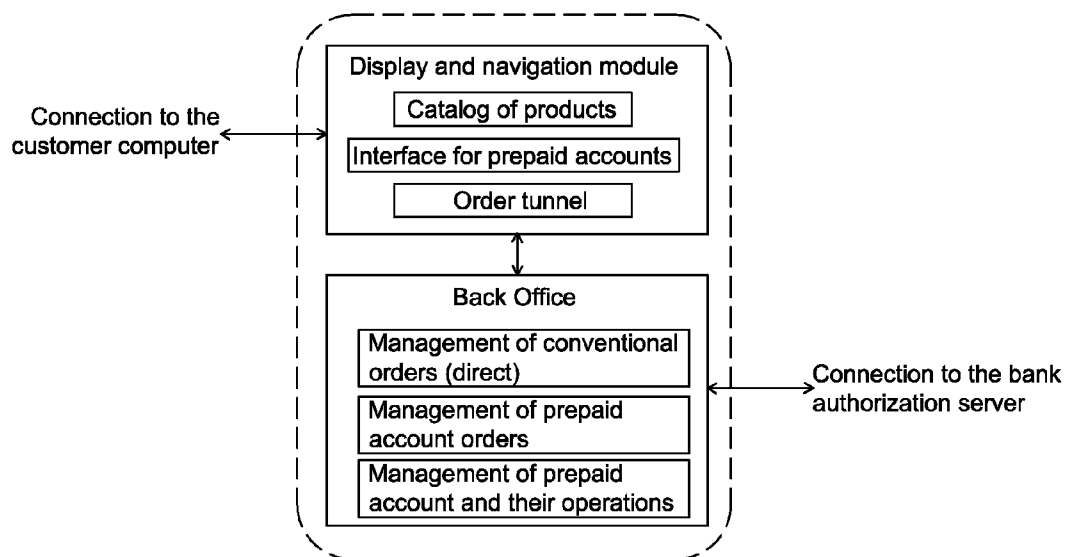 Display and navigation module
Catalog of products
Connection to the
customer computer
Interface for prepaid accounts
Order tunnel
Back Office
Management of conventional
orders (direct)
Connection to the bank
authorization server
Management of prepaid
account orders
Management of prepaid
account and their operations